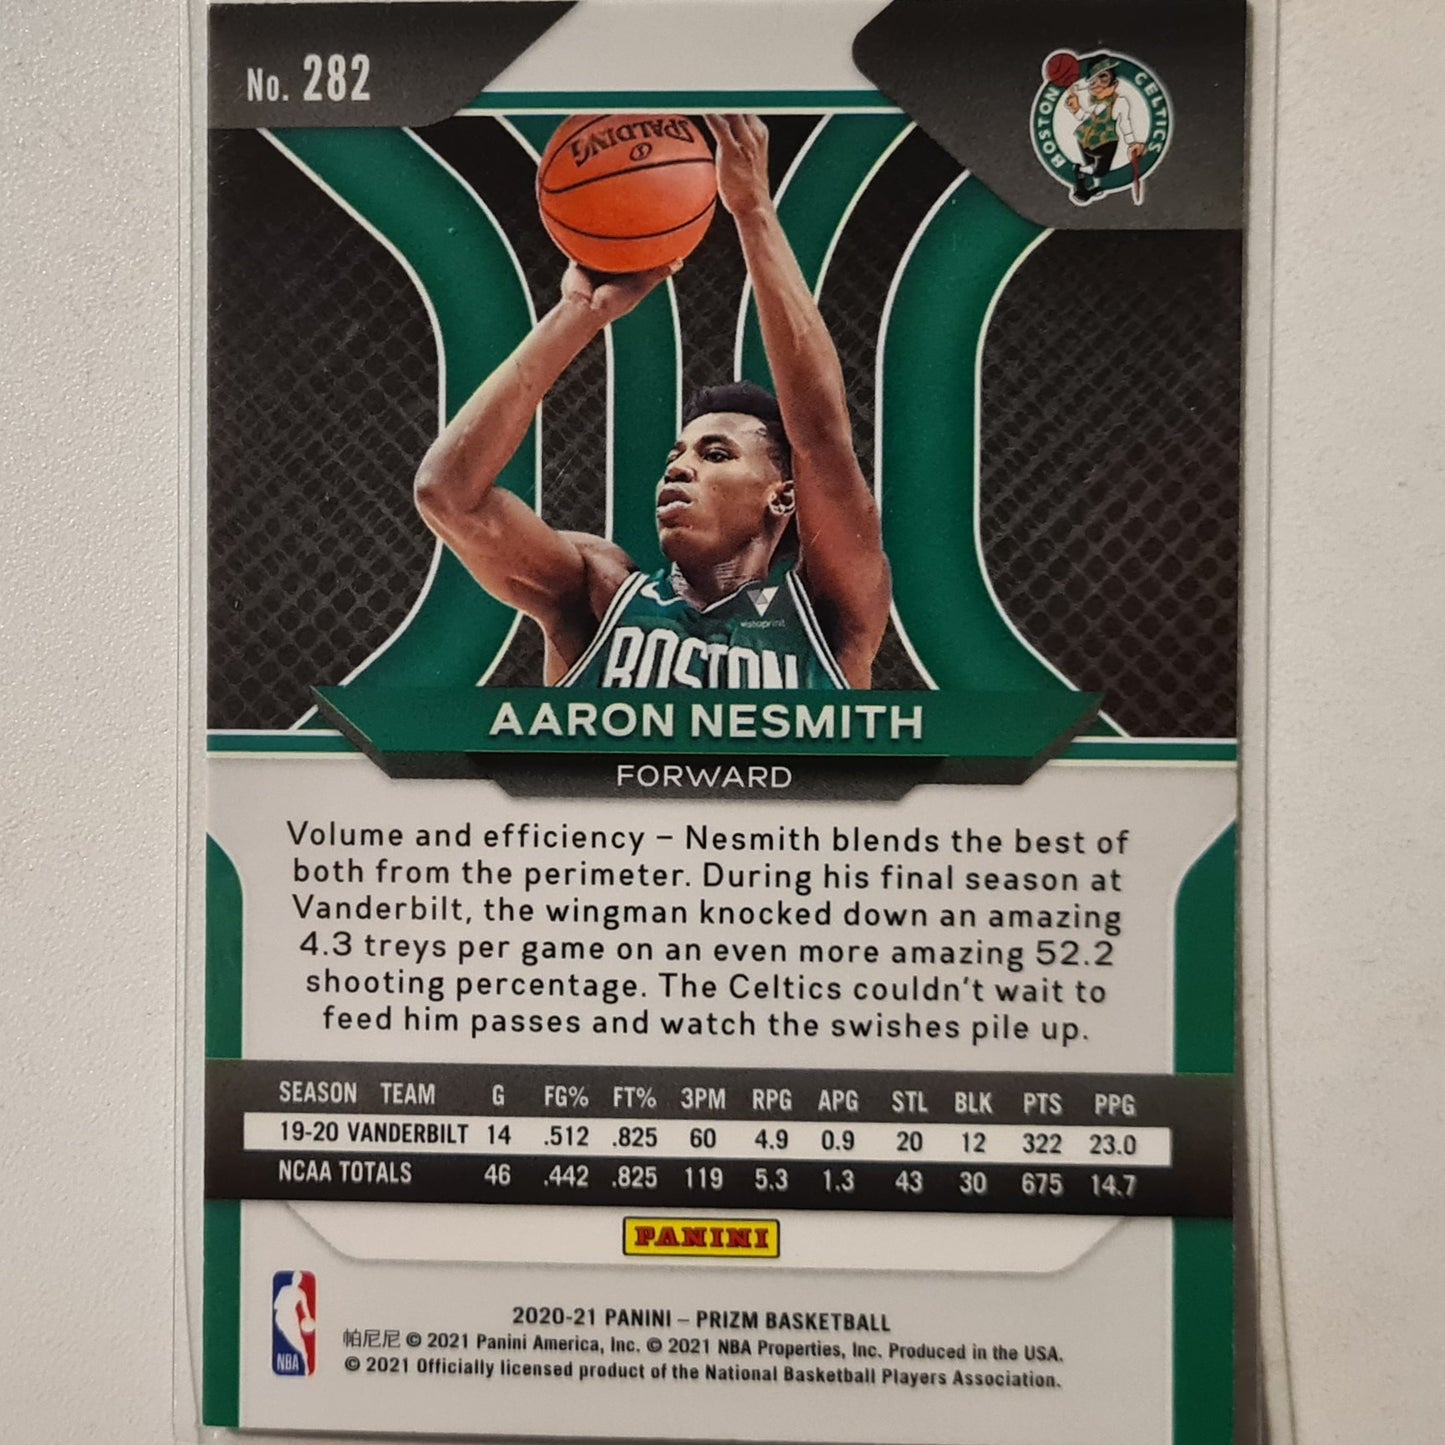 No. 282
BOSTON CELTICS
SPALDING
vistaprint
BOSTON
AARON NESMITH
FORWARD
Volume and efficiency – Nesmith blends the best of
both from the perimeter. During his final season at
Vanderbilt, the wingman knocked down an amazing
4.3 treys per game on an even more amazing 52.2
shooting percentage. The Celtics couldn't wait to
feed him passes and watch the swishes pile up.
SEASON TEAM G FG% FT% 3PM RPG APG STL BLK PTS PPG
19-20 VANDERBILT 14 .512 .825 60 4.9 0.9 20 12 322 23.0
NCAA TOTALS 46 .442 .825 119 5.3 1.3 43 30 675 14.7
PANINI
NBA
2020-21 PANINI – PRIZM BASKETBALL
帕尼尼 © 2021 Panini America, Inc. © 2021 NBA Properties, Inc. Produced in the USA.
© 2021 Officially licensed product of the National Basketball Players Association.